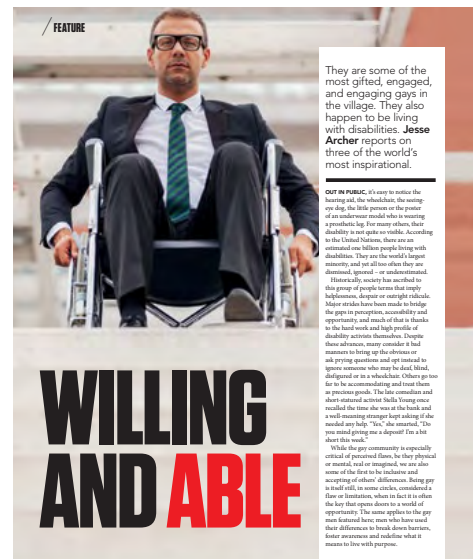 FEATURE
They are some of the
most gifted, engaged,
and engaging gays in
the village. They also
happen to be living
with disabilities. Jesse
Archer reports on
three of the world's
most inspirational.
OUT IN PUBLIC, it's easy to notice the
hearing aid, the wheelchair, the seeing-
eye dog, the little person or the poster
of an underwear model who is wearing
a prosthetic leg. For many others, their
disability is not quite so visible. According
to the United Nations, there are an
estimated one billion people living with
disabilities. They are the world's largest
minority, and yet all too often they are
dismissed, ignored – or underestimated.
Historically, society has ascribed to
this group of people terms that imply
helplessness, despair or outright ridicule.
Major strides have been made to bridge
the gaps in perception, accessibility and
opportunity, and much of that is thanks
to the hard work and high profile of
disability activists themselves. Despite
these advances, many consider it bad
manners to bring up the obvious or
ask prying questions and opt instead to
ignore someone who may be deaf, blind,
disfigured or in a wheelchair. Others go too
far to be accommodating and treat them
as precious goods. The late comedian and
short-statured activist Stella Young once
recalled the time she was at the bank and
a well-meaning stranger kept asking if she
needed any help. "Yes," she smarted, "Do
you mind giving me a deposit? I'm a bit
short this week."
While the gay community is especially
critical of perceived flaws, be they physical
or mental, real or imagined, we are also
some of the first to be inclusive and
accepting of others' differences. Being gay
is itself still, in some circles, considered a
flaw or limitation, when in fact it is often
the key that opens doors; to a world of
opportunity. The same applies to the gay
men featured here; men who have used
their differences to break down barriers,
foster awareness and redefine what it
means to live with purpose.
WILLING
AND ABLE